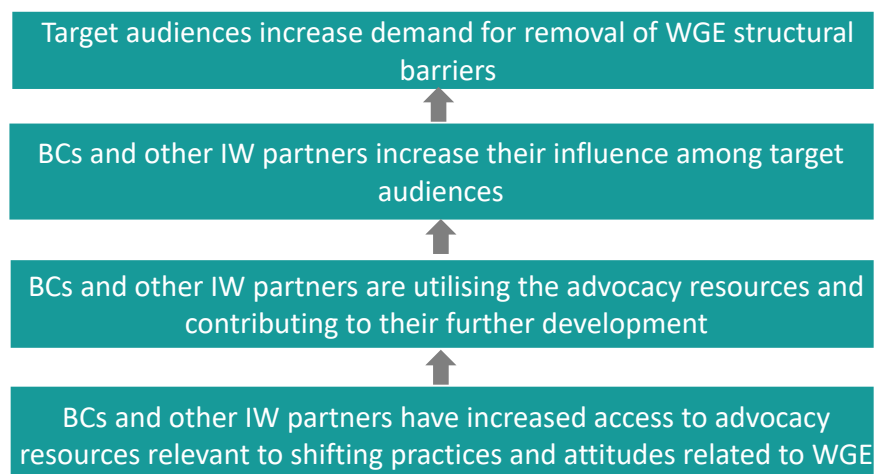 Target audiences increase demand for removal of WGE structural
barriers
BCs and other IW partners increase their influence among target
audiences
BCs and other IW partners are utilising the advocacy resources and
contributing to their further development
BCs and other IW partners have increased access to advocacy
resources relevant to shifting practices and attitudes related to WGE